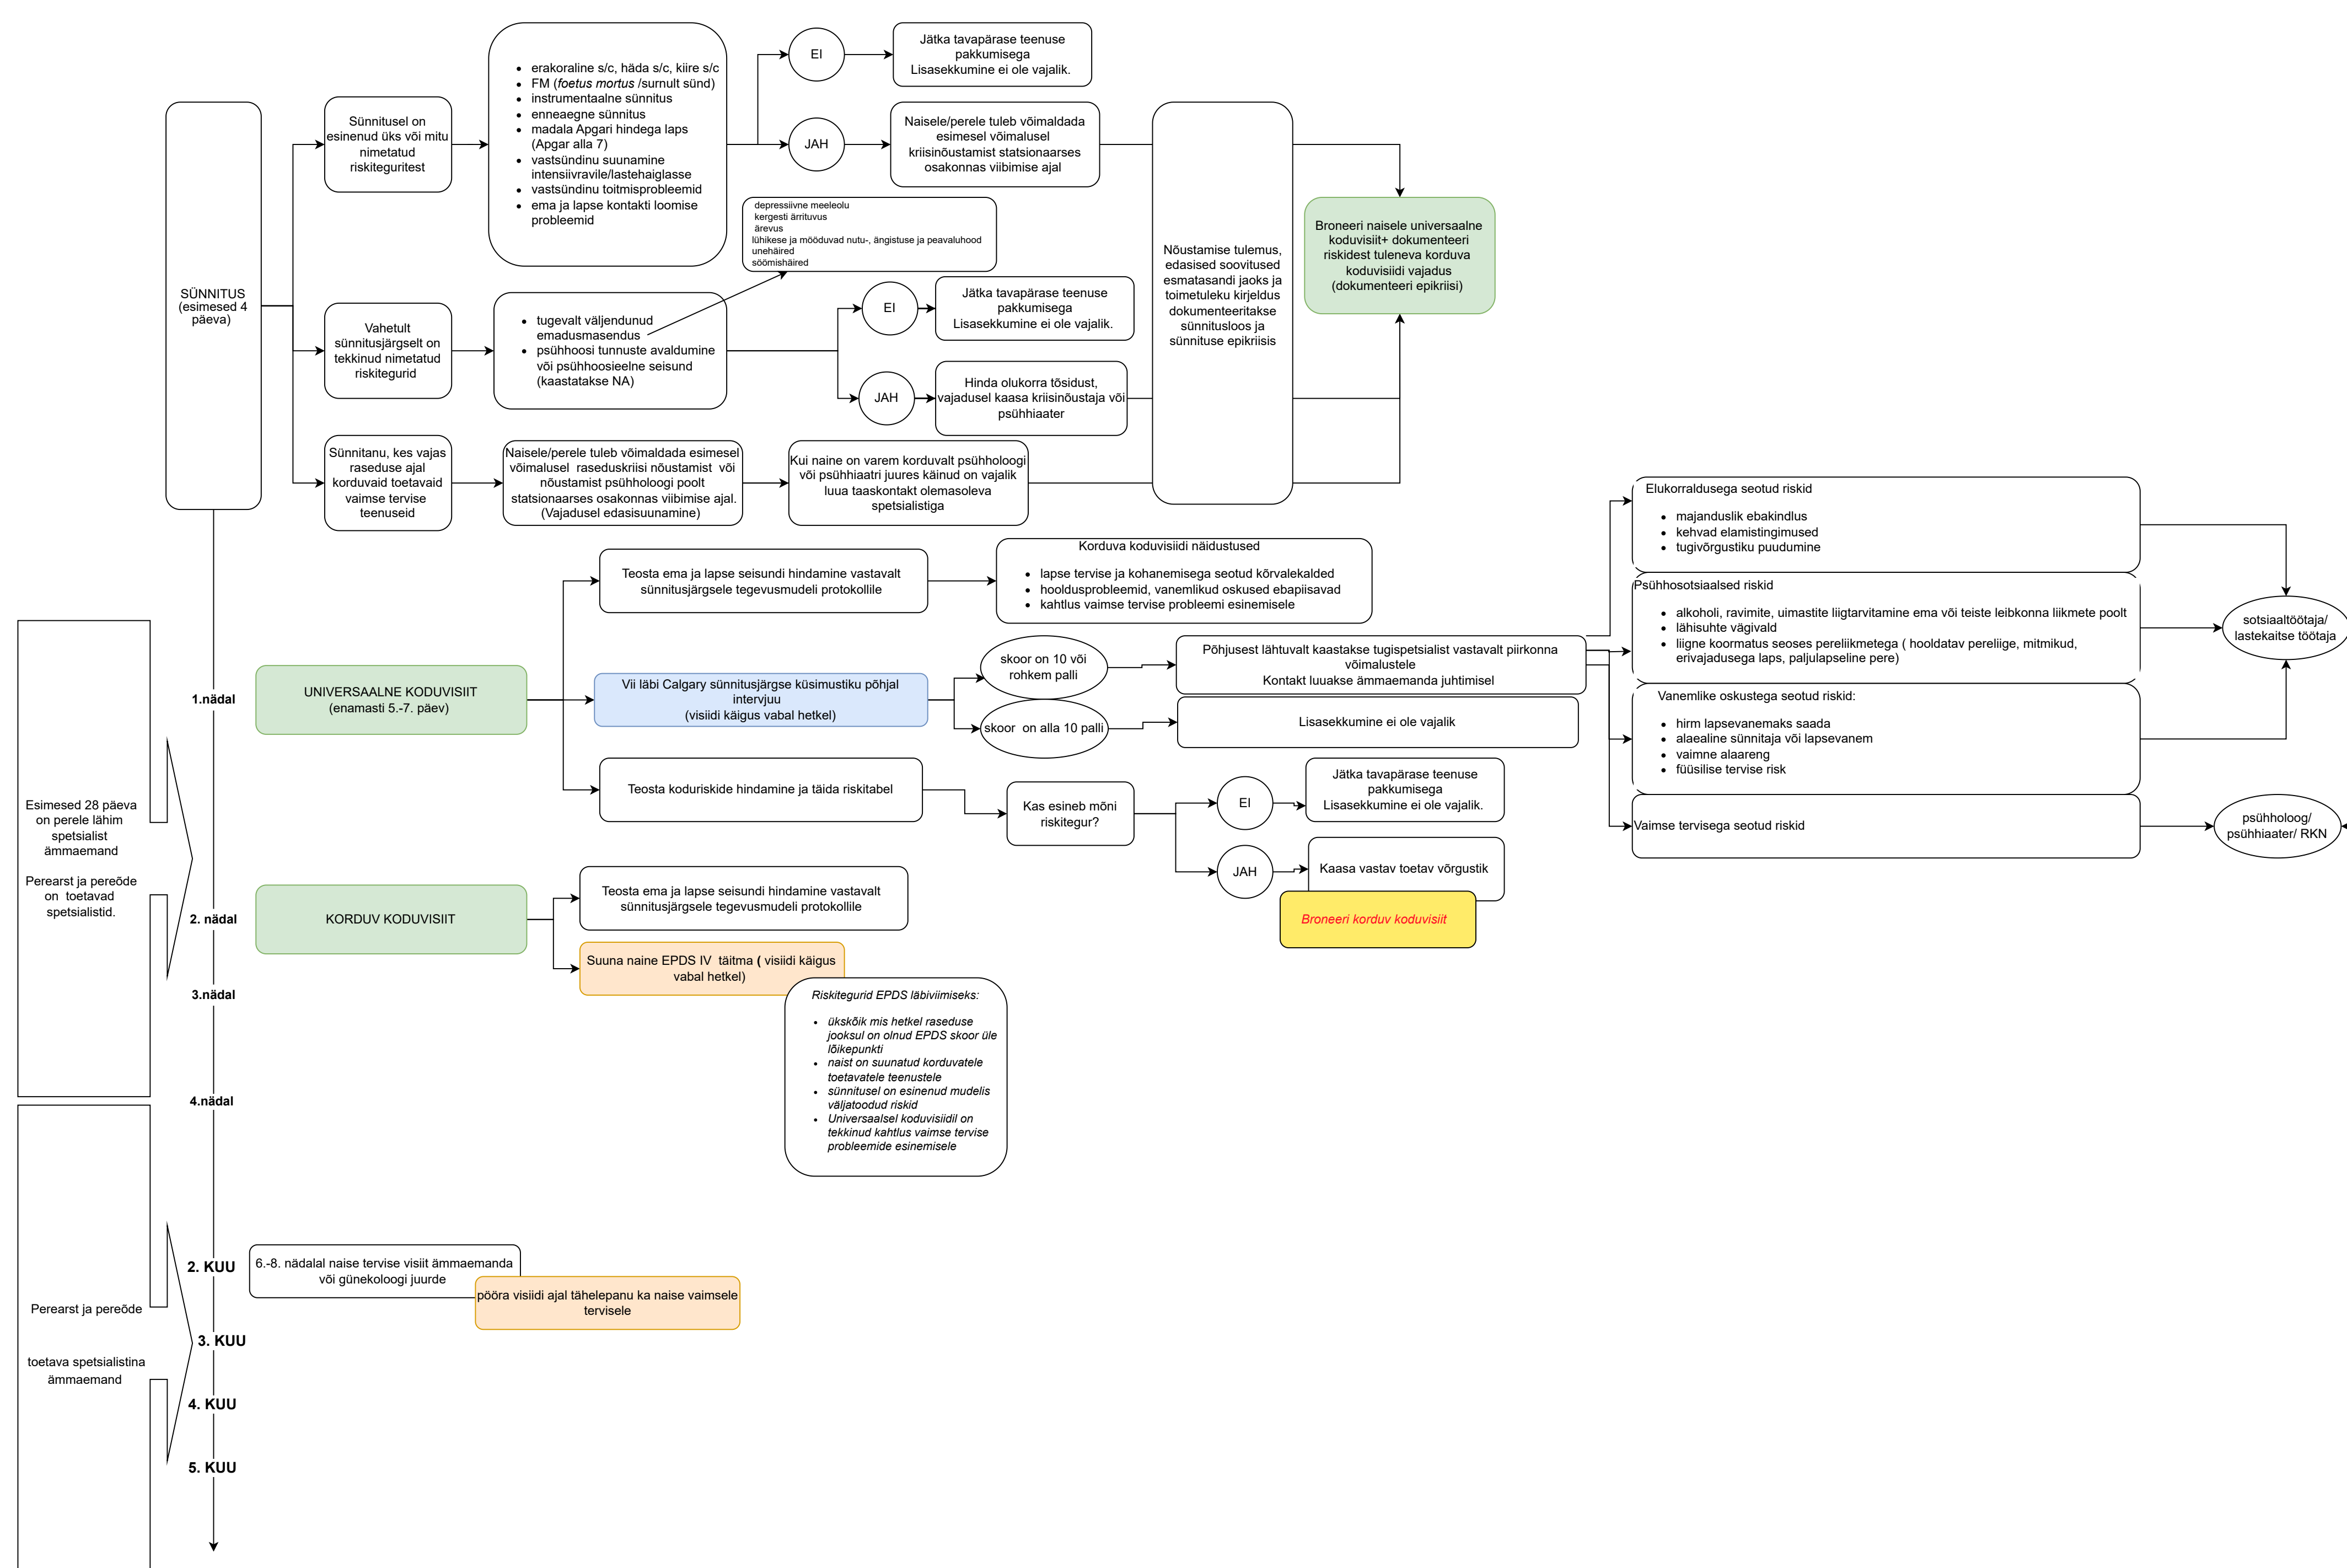 erakoraline s/c, häda s/c, kiire s/c
FM (foetus mortus /surnult sünd)
instrumentaalne sünnitus
enneaegne sünnitus
madala Apgari hindega laps
(Apgar alla 7)
vastsündinu suunamine
intensiivravile/lastehaiglasse
vastsündinu toitmisprobleemid
ema ja lapse kontakti loomise
probleemid
EI
Jätka tavapärase teenuse
pakkumisega
Lisasekkumine ei ole vajalik.
Sünnitusel on
esinenud üks või mitu
nimetatud
riskiteguritest
JAH
Naisele/perele tuleb võimaldada
esimesel võimalusel
kriisinõustamist statsionaarses
osakonnas viibimise ajal
depressiivne meeleolu
kergesti ärrituvus
ärevus
lühikese ja mööduvad nutu-, ängistuse ja peavaluhood
unehäired
söömishäired
SÜNNITUS
(esimesed 4
päeva)
Nõustamise tulemus,
edasised soovitused
esmatasandi jaoks ja
toimetuleku kirjeldus
dokumenteeritakse
sünnitusloos ja
sünnituse epikriisis
Broneeri naisele universaalne
koduvisiit+ dokumenteeri
riskidest tuleneva korduva
koduvisiidi vajadus
(dokumenteeri epikriisi)
Vahetult
sünnitusjärgselt on
tekkinud nimetatud
riskitegurid
tugevalt väljendunud
emadusmasendus
psühhoosi tunnuste avaldumine
või psühhoosieelne seisund
(kaastatakse NA)
EI
Jätka tavapärase teenuse
pakkumisega
Lisasekkumine ei ole vajalik.
JAH
Hinda olukorra tõsidust,
vajadusel kaasa kriisinõustaja või
psühhiaater
Sünnitanu, kes vajas
raseduse ajal
korduvaid toetavaid
vaimse tervise
teenuseid
Naisele/perele tuleb võimaldada esimesel
võimalusel raseduskriisi nõustamist või
nõustamist psühholoogi poolt
statsionaarses osakonnas viibimise ajal.
(Vajadusel edasisuunamine)
Kui naine on varem korduvalt psühholoogi
või psühhiaatri juures käinud on vajalik
luua taaskontakt olemasoleva
spetsialistiga
Elukorraldusega seotud riskid
majanduslik ebakindlus
kehvad elamistingimused
tugivõrgustiku puudumine
Teosta ema ja lapse seisundi hindamine vastavalt
sünnitusjärgsele tegevusmudeli protokollile
Korduva koduvisiidi näidustused
lapse tervise ja kohanemisega seotud kõrvalekalded
hooldusprobleemid, vanemlikud oskused ebapiisavad
kahtlus vaimse tervise probleemi esinemisele
Psühhosotsiaalsed riskid
alkoholi, ravimite, uimastite liigtarvitamine ema või teiste leibkonna liikmete poolt
lähisuhte vägivald
liigne koormatus seoses pereliikmetega ( hooldatav pereliige, mitmikud,
erivajadusega laps, paljulapseline pere)
sotsiaaltöötaja/
lastekaitse töötaja
1.nädal
UNIVERSAALNE KODUVISIIT
(enamasti 5.-7. päev)
Vii läbi Calgary sünnitusjärgse küsimustiku põhjal
intervjuu
(visiidi käigus vabal hetkel)
skoor on 10 või
rohkem palli
Põhjusest lähtuvalt kaastakse tugispetsialist vastavalt piirkonna
võimalustele
Kontakt luuakse ämmaemanda juhtimisel
skoor on alla 10 palli
Lisasekkumine ei ole vajalik
Vanemlike oskustega seotud riskid:
hirm lapsevanemaks saada
alaealine sünnitaja või lapsevanem
vaimne alaareng
füüsilise tervise risk
Teosta koduriskide hindamine ja täida riskitabel
Kas esineb mõni
riskitegur?
EI
Jätka tavapärase teenuse
pakkumisega
Lisasekkumine ei ole vajalik.
JAH
Kaasa vastav toetav võrgustik
Broneeri korduv koduvisiit
Vaimse tervisega seotud riskid
psühholoog/
psühhiaater/ RKN
Esimesed 28 päeva
on perele lähim
spetsialist
ämmaemand
Perearst ja pereõde
on toetavad
spetsialistid.
2. nädal
KORDUV KODUVISIIT
Teosta ema ja lapse seisundi hindamine vastavalt
sünnitusjärgsele tegevusmudeli protokollile
Suuna naine EPDS IV täitma ( visiidi käigus
vabal hetkel)
3.nädal
Riskitegurid EPDS läbiviimiseks:
ükskõik mis hetkel raseduse
jooksul on olnud EPDS skoor üle
lõikepunkti
naist on suunatud korduvatele
toetavatele teenustele
sünnitusel on esinenud mudelis
väljatoodud riskid
Universaalsel koduvisiidil on
tekkinud kahtlus vaimse tervise
probleemide esinemisele
4.nädal
2. KUU
6.-8. nädalal naise tervise visiit ämmaemanda
või günekoloogi juurde
pööra visiidi ajal tähelepanu ka naise vaimsele
tervisele
Perearst ja pereõde
toetava spetsialistina
ämmaemand
3. KUU
4. KUU
5. KUU